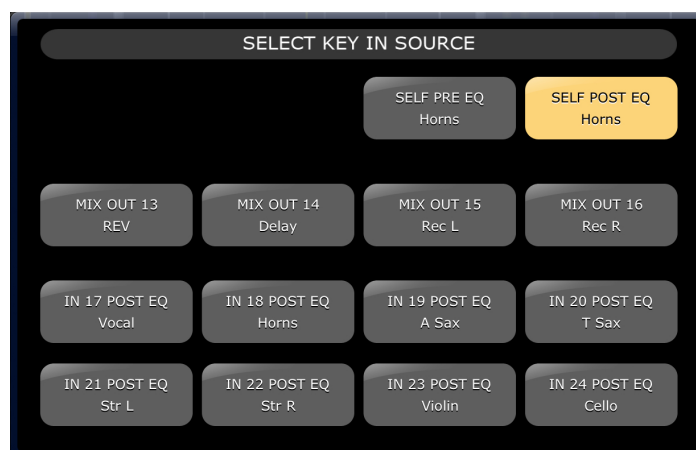 SELECT KEY IN SOURCE
SELF PRE EQ
Horns
SELF POST EQ
Horns
MIX OUT 13
REV
MIX OUT 14
Delay
MIX OUT 15
Rec L
MIX OUT 16
Rec R
IN 17 POST EQ
Vocal
IN 18 POST EQ
Horns
IN 19 POST EQ
A Sax
IN 20 POST EQ
T Sax
IN 21 POST EQ
Str L
IN 22 POST EQ
Str R
IN 23 POST EQ
Violin
IN 24 POST EQ
Cello